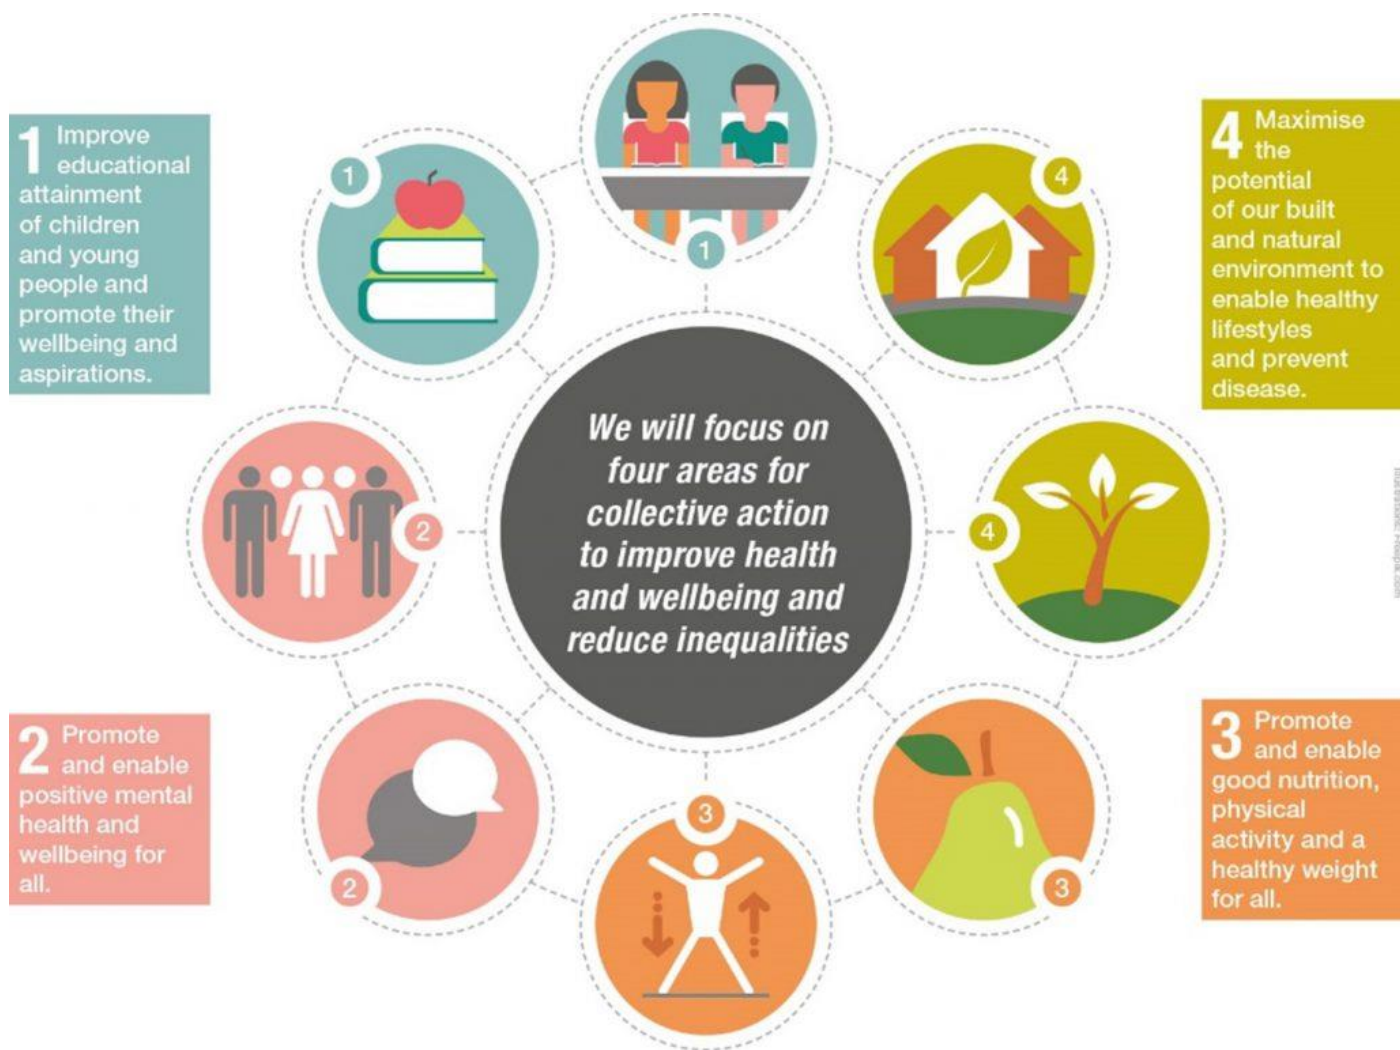 1 Improve
educational
attainment
of children
and young
people and
promote their
wellbeing and
aspirations.
1
1
4
4 Maximise
the
potential
of our built
and natural
environment to
enable healthy
lifestyles
and prevent
disease.
We will focus on
four areas for
collective action
to improve health
and wellbeing and
reduce inequalities
2
4
2 Promote
and enable
positive mental
health and
wellbeing for
all.
2
3
3
3 Promote
and enable
good nutrition,
physical
activity and a
healthy weight
for all.